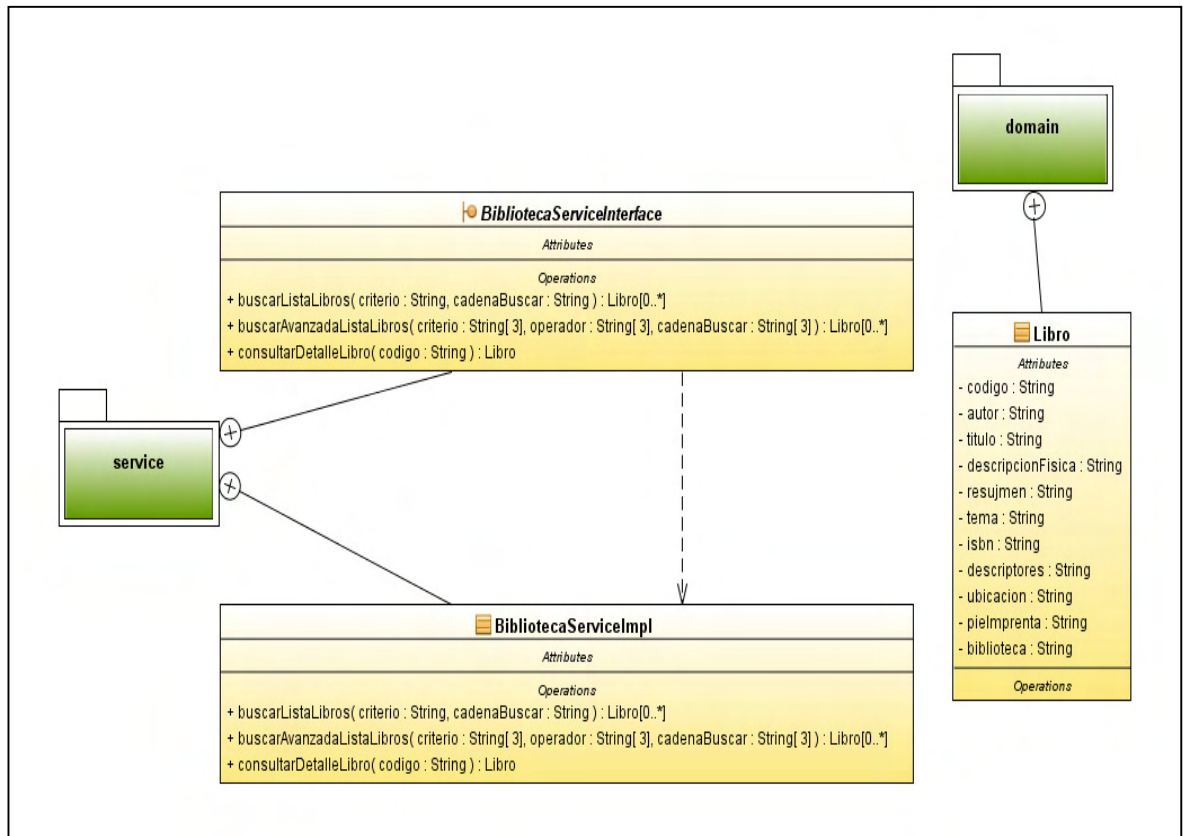 domain
BibliotecaServiceInterface
Attributes
Operations
+ buscarListaLibros( criterio : String, cadenaBuscar : String ) : Libro[0..*]
+ buscarAvanzadaListaLibros( criterio : String[ 3], operador : String[ 3], cadenaBuscar : String[ 3] ) : Libro[0..*]
+ consultarDetalleLibro( codigo : String ) : Libro
Libro
Attributes
- codigo : String
- autor : String
- titulo : String
- descripcionFisica : String
- resujmen : String
- tema : String
- isbn : String
- descriptores : String
- ubicacion : String
- pieImprenta : String
- biblioteca : String
Operations
service
BibliotecaServiceImpl
Attributes
Operations
+ buscarListaLibros( criterio : String, cadenaBuscar : String ) : Libro[0..*]
+ buscarAvanzadaListaLibros( criterio : String[ 3], operador : String[ 3], cadenaBuscar : String[ 3] ) : Libro[0..*]
+ consultarDetalleLibro( codigo : String ) : Libro